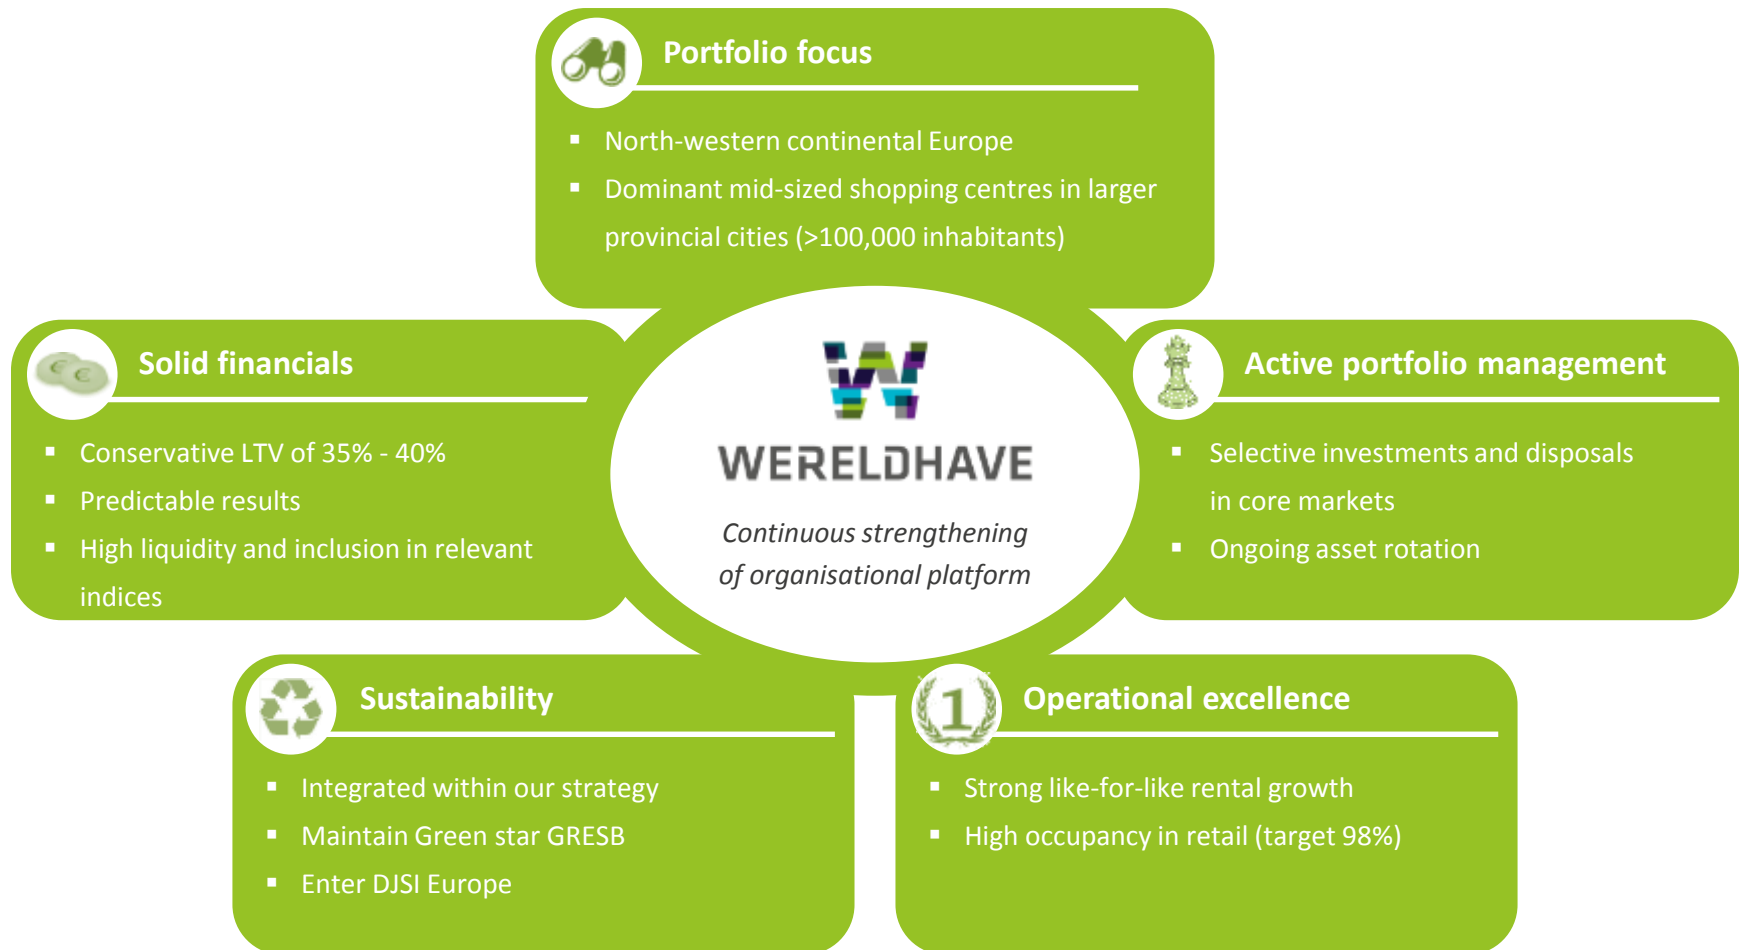 Portfolio focus
▪ North-western continental Europe
▪ Dominant mid-sized shopping centres in larger
provincial cities (>100,000 inhabitants)
Solid financials
▪ Conservative LTV of 35% - 40%
▪ Predictable results
▪ High liquidity and inclusion in relevant
indices
WERELDHAVE
Continuous strengthening
of organisational platform
Active portfolio management
▪ Selective investments and disposals
in core markets
▪ Ongoing asset rotation
Sustainability
▪ Integrated within our strategy
▪ Maintain Green star GRESB
▪ Enter DJSI Europe
1
Operational excellence
▪ Strong like-for-like rental growth
▪ High occupancy in retail (target 98%)